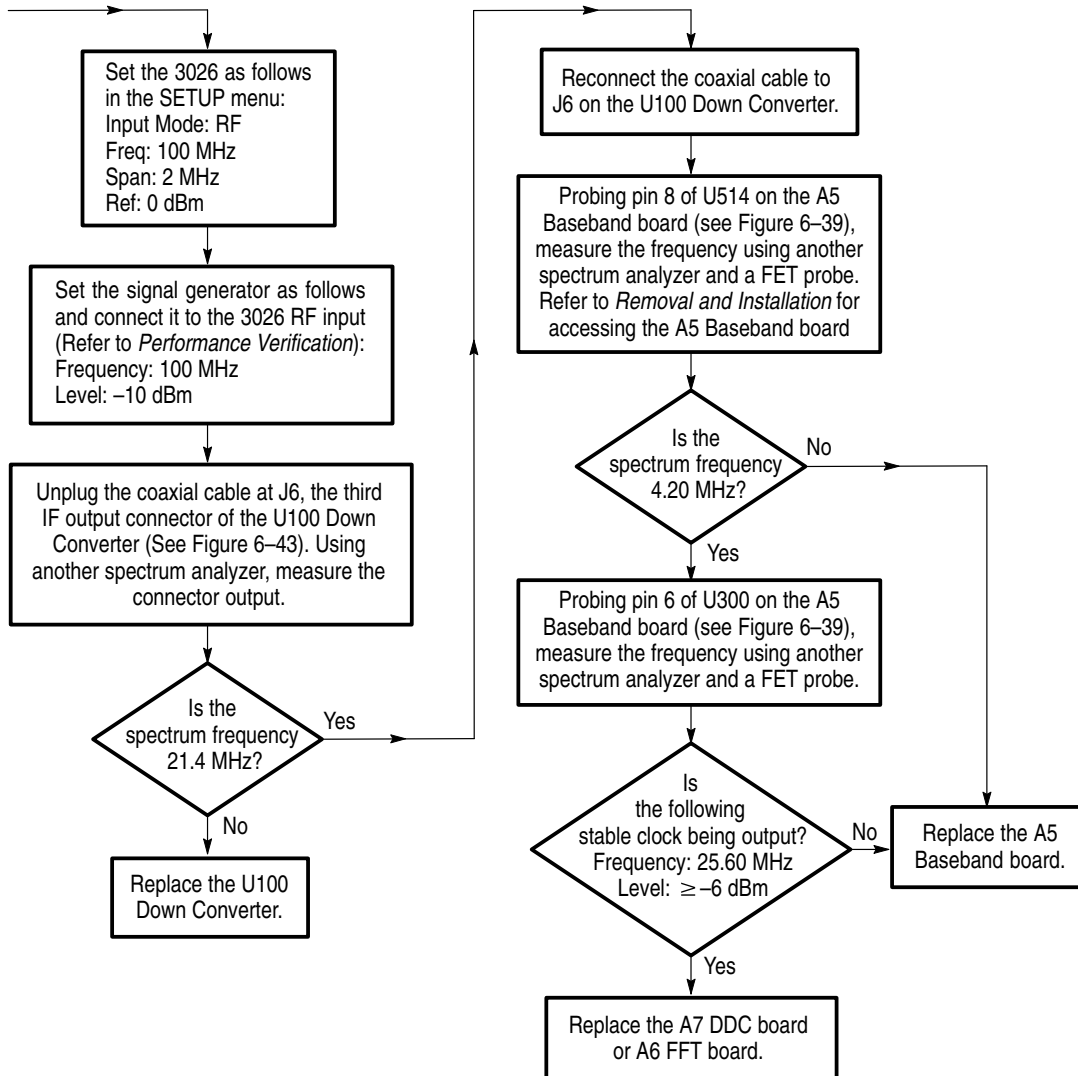 Set the 3026 as follows
in the SETUP menu:
Input Mode: RF
Freq: 100 MHz
Span: 2 MHz
Ref: 0 dBm
Set the signal generator as follows
and connect it to the 3026 RF input
(Refer to Performance Verification):
Frequency: 100 MHz
Level: –10 dBm
Unplug the coaxial cable at J6, the third
IF output connector of the U100 Down
Converter (See Figure 6–43). Using
another spectrum analyzer, measure the
connector output.
Is the
spectrum frequency
21.4 MHz?
Yes
No
Replace the U100
Down Converter.
Reconnect the coaxial cable to
J6 on the U100 Down Converter.
Probing pin 8 of U514 on the A5
Baseband board (see Figure 6–39),
measure the frequency using another
spectrum analyzer and a FET probe.
Refer to Removal and Installation for
accessing the A5 Baseband board
Is the
spectrum frequency
4.20 MHz?
No
Yes
Probing pin 6 of U300 on the A5
Baseband board (see Figure 6–39),
measure the frequency using another
spectrum analyzer and a FET probe.
Is
the following
stable clock being output?
Frequency: 25.60 MHz
Level: ≥ –6 dBm
No
Replace the A5
Baseband board.
Yes
Replace the A7 DDC board
or A6 FFT board.